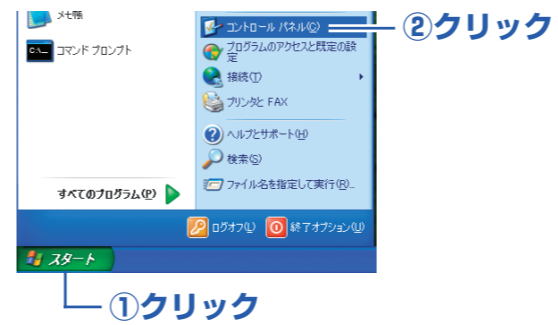 メモ帳
コマンド プロンプト
すべてのプログラム(P)
コントロール パネル(C)
プログラムのアクセスと既定の設
定
接続(T)
プリンタと FAX
ヘルプとサポート(H)
検索(S)
ファイル名を指定して実行(R)...
ログオフ(L)
終了オプション(U)
スタート
②クリック
①クリック